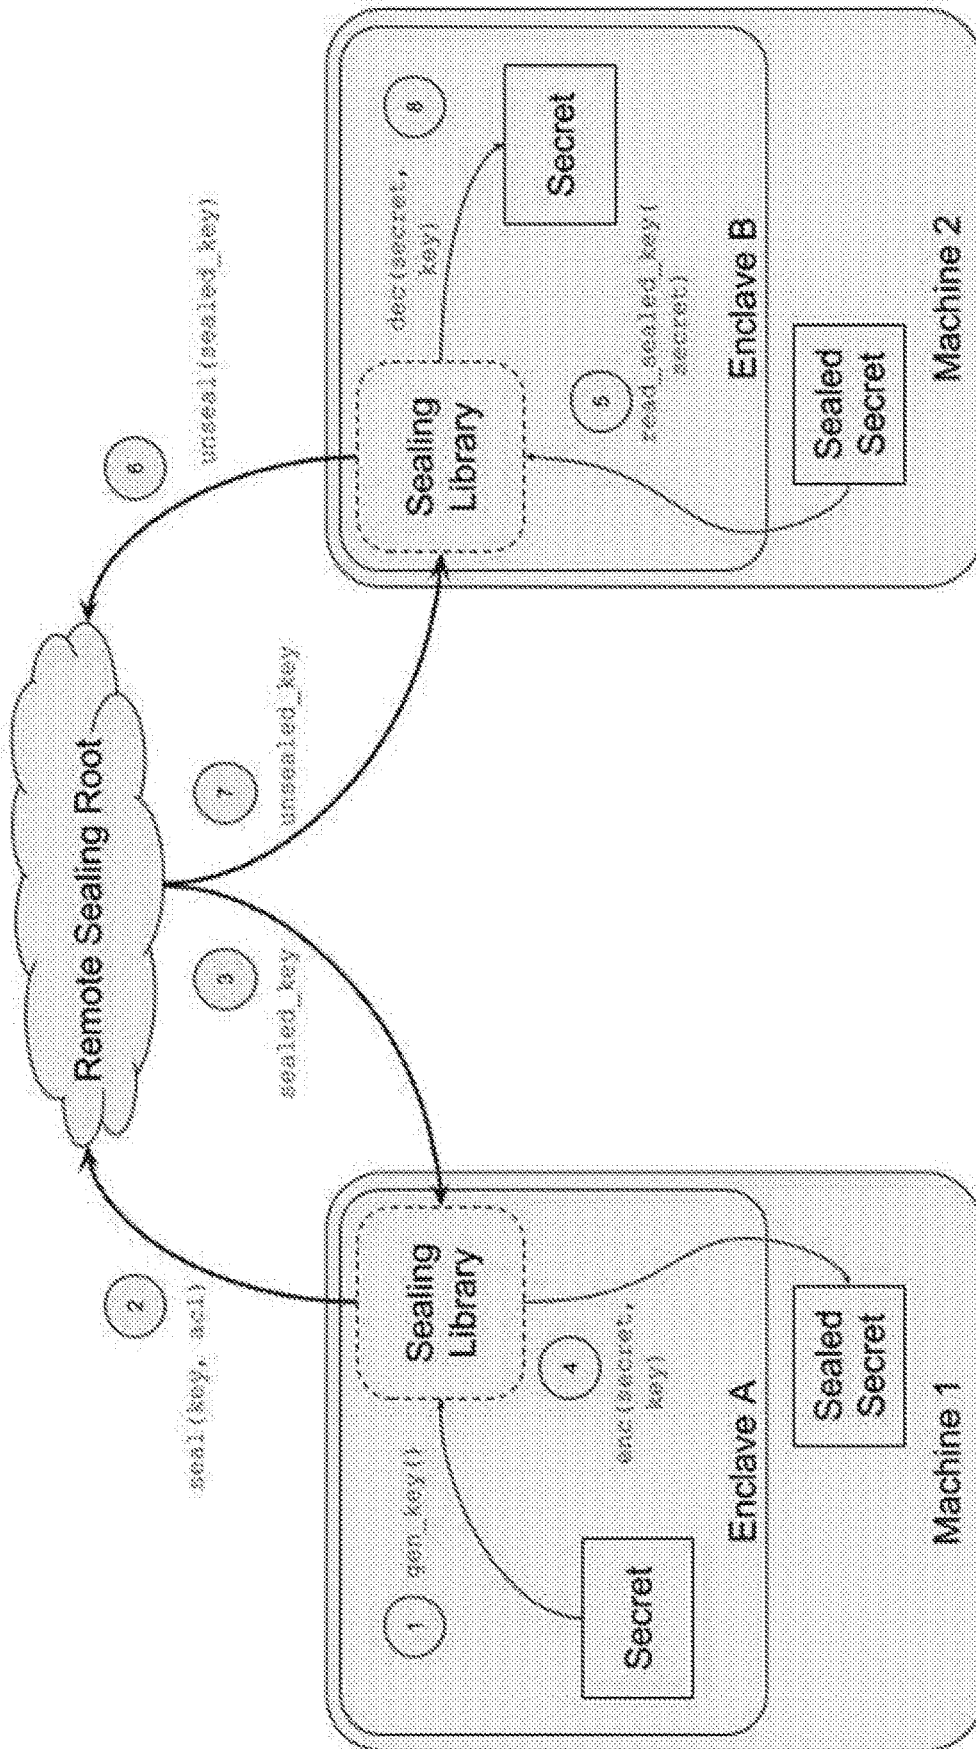 Remote Sealing Root
2
seal(key, acl)
3
sealed_key
7
unsealed_key
6
unseal(sealed_key)
1
gen_key()
Sealing
Library
Secret
4
enc(secret,
key)
Enclave A
Sealed
Secret
Machine 1
Sealing
Library
dec(secret,
key)
8
Secret
5
read_sealed_key(
secret)
Enclave B
Sealed
Secret
Machine 2